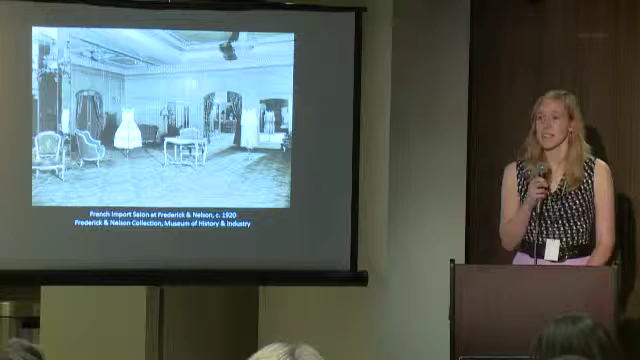 French Import Salon at Frederick & Nelson, c. 1920
Frederick & Nelson Collection, Museum of History & Industry